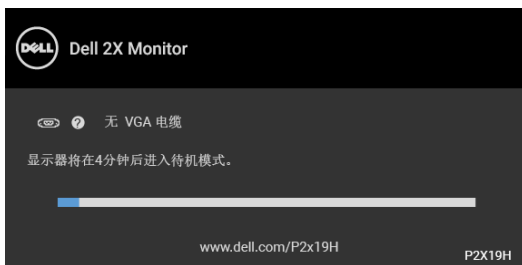 DELL Dell 2X Monitor
? 无 VGA 电缆
显示器将在4分钟后进入待机模式。
www.dell.com/P2x19H
P2X19H